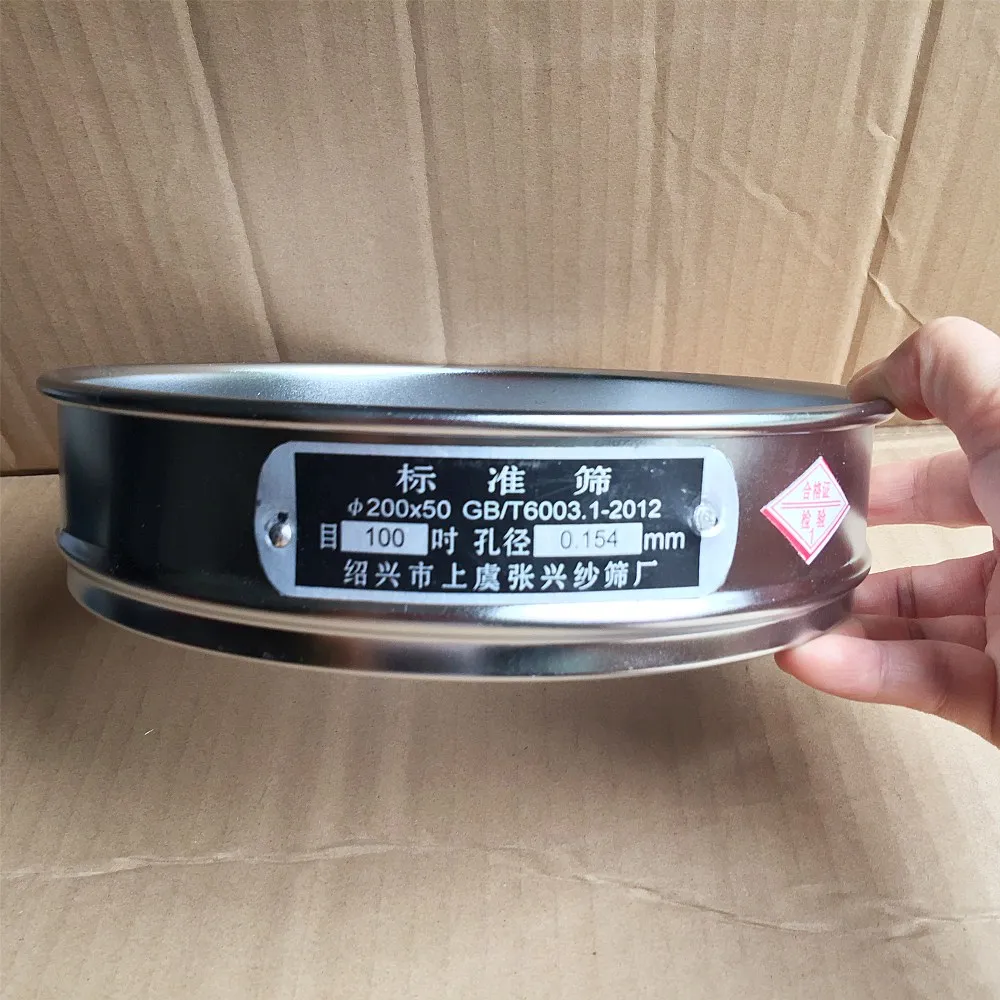 标准筛
φ200x50 GB/T6003.1-2012
目 100 吋 孔径 0.154 mm
绍兴市上虞张兴纱筛厂
合格证
检验
1